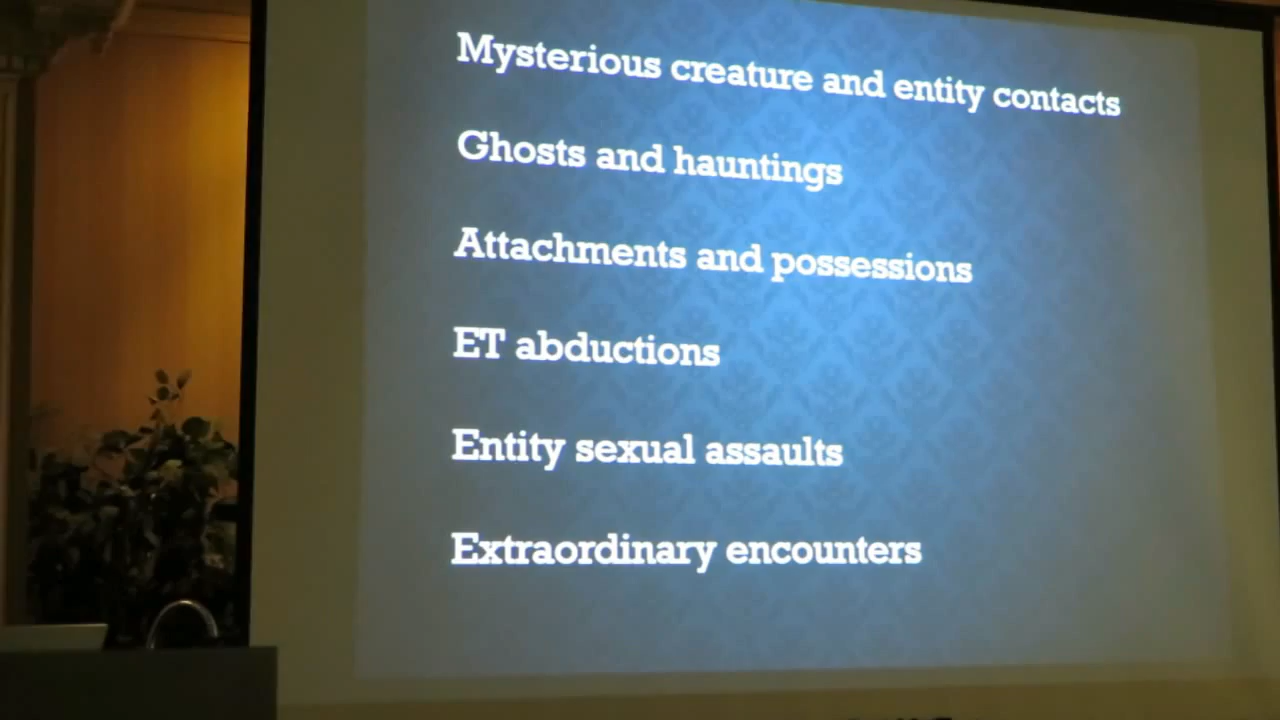 Mysterious creature and entity contacts
Ghosts and hauntings
Attachments and possessions
ET abductions
Entity sexual assaults
Extraordinary encounters